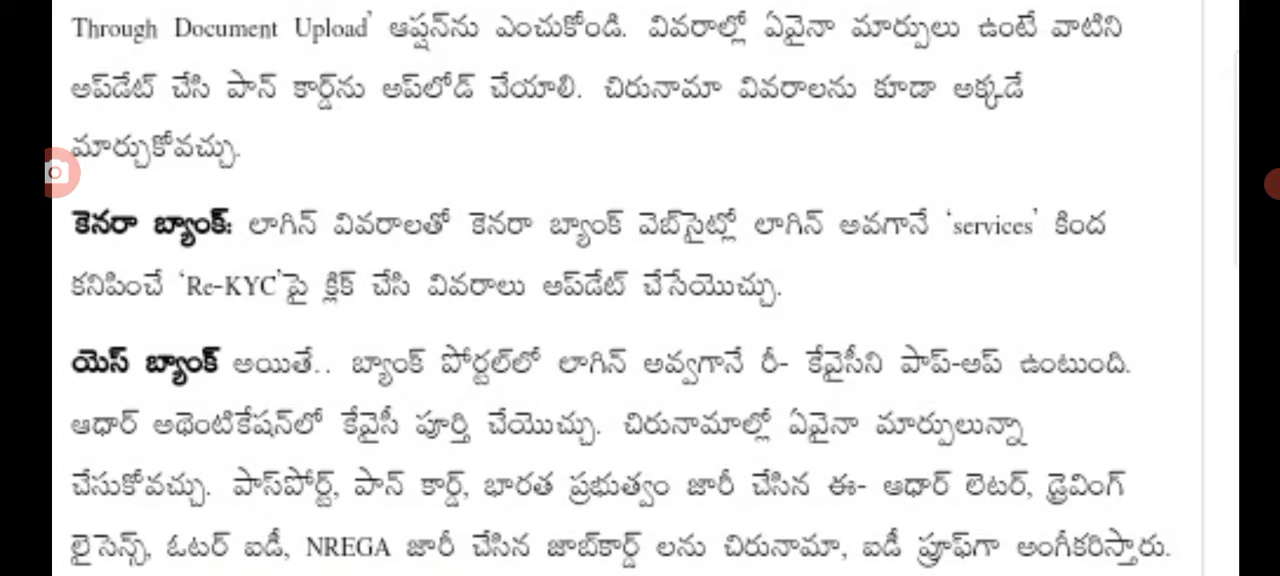 Through Document Upload' ఆప్షన్‌ను ఎంచుకోండి. వివరాల్లో ఏవైనా మార్పులు ఉంటే వాటిని
అప్‌డేట్ చేసి పాన్ కార్డ్‌ను అప్‌లోడ్ చేయాలి. చిరునామా వివరాలను కూడా అక్కడే
మార్చుకోవచ్చు.
కెనరా బ్యాంక్: లాగిన్ వివరాలతో కెనరా బ్యాంక్ వెబ్‌సైట్లో లాగిన్ అవగానే 'services' కింద
కనిపించే 'Re-KYC'పై క్లిక్ చేసి వివరాలు అప్‌డేట్ చేసేయొచ్చు.
యెస్ బ్యాంక్ అయితే.. బ్యాంక్ పోర్టల్‌లో లాగిన్ అవ్వగానే రీ- కేవైసీని పాప్-అప్ ఉంటుంది.
ఆధార్ అథెంటికేషన్‌లో కేవైసీ పూర్తి చేయొచ్చు. చిరునామాల్లో ఏవైనా మార్పులున్నా
చేసుకోవచ్చు. పాస్‌పోర్ట్, పాన్ కార్డ్, భారత ప్రభుత్వం జారీ చేసిన ఈ- ఆధార్ లెటర్, డ్రైవింగ్
లైసెన్స్, ఓటర్ ఐడీ, NREGA జారీ చేసిన జాబ్‌కార్డ్ లను చిరునామా, ఐడీ ప్రూఫ్‌గా అంగీకరిస్తారు.